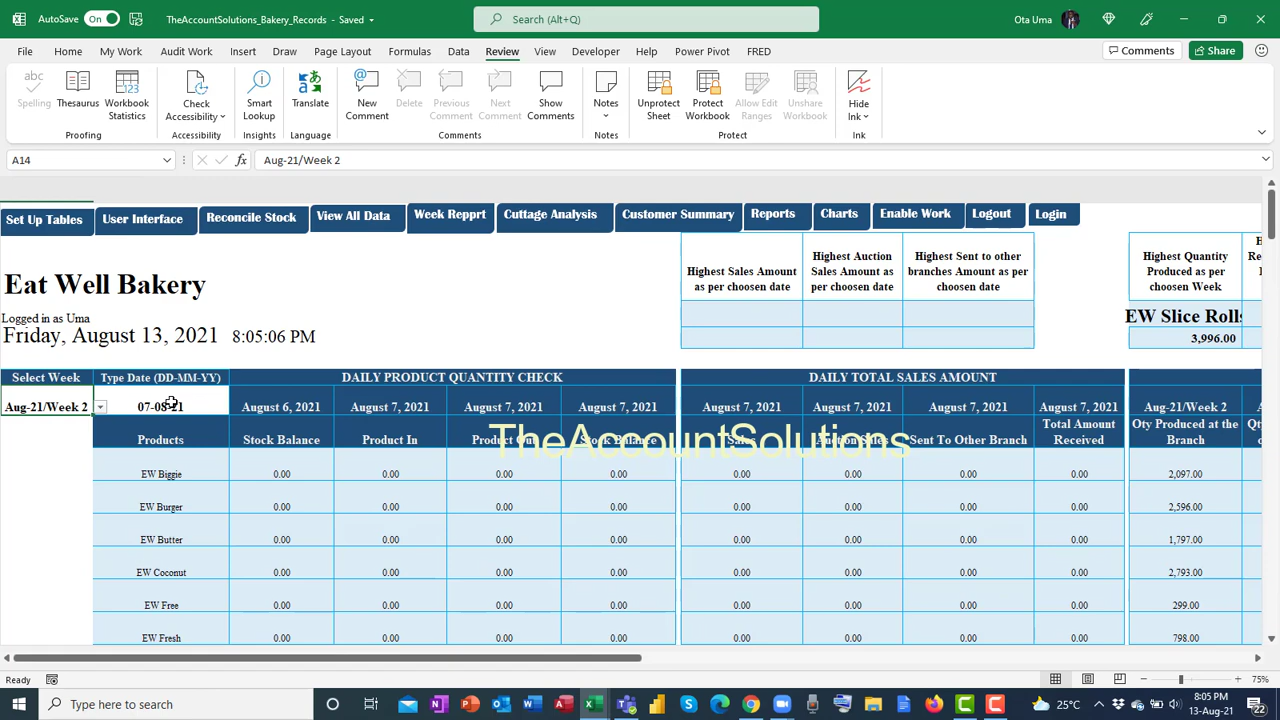 AutoSave On TheAccountSolutions_Bakery_Records - Saved Search (Alt+Q) Ota Uma
File Home My Work Audit Work Insert Draw Page Layout Formulas Data Review View Developer Help Power Pivot FRED Comments Share
Spelling Thesaurus Workbook Statistics Check Accessibility Smart Lookup Translate New Comment Delete Previous Comment Next Comment Show Comments Notes Unprotect Sheet Protect Workbook Allow Edit Ranges Unshare Workbook Hide Ink
Proofing Accessibility Insights Language Comments Notes Protect Ink
A14 fx Aug-21/Week 2
Set Up Tables User Interface Reconcile Stock View All Data Week Repprt Cuttage Analysis Customer Summary Reports Charts Enable Work Logout Login
Highest Sales Amount as per choosen date Highest Auction Sales Amount as per choosen date Highest Sent to other branches Amount as per choosen date Highest Quantity Produced as per choosen Week
Eat Well Bakery
EW Slice Rolls
Logged in as Uma
Friday, August 13, 2021 8:05:06 PM 3,996.00
Select Week Type Date (DD-MM-YY) DAILY PRODUCT QUANTITY CHECK DAILY TOTAL SALES AMOUNT
Aug-21/Week 2 07-08-21 August 6, 2021 August 7, 2021 August 7, 2021 August 7, 2021 August 7, 2021 August 7, 2021 August 7, 2021 August 7, 2021 Aug-21/Week 2
Products Stock Balance Product In Product Out Stock Balance Sales Auction Sales Sent To Other Branch Total Amount Received Qty Produced at the Branch
TheAccountSolutions
EW Biggie 0.00 0.00 0.00 0.00 0.00 0.00 0.00 0.00 2,097.00
EW Burger 0.00 0.00 0.00 0.00 0.00 0.00 0.00 0.00 2,596.00
EW Butter 0.00 0.00 0.00 0.00 0.00 0.00 0.00 0.00 1,797.00
EW Coconut 0.00 0.00 0.00 0.00 0.00 0.00 0.00 0.00 2,793.00
EW Free 0.00 0.00 0.00 0.00 0.00 0.00 0.00 0.00 299.00
EW Fresh 0.00 0.00 0.00 0.00 0.00 0.00 0.00 0.00 798.00
Ready 75%
Type here to search 25°C 8:05 PM
13-Aug-21 22